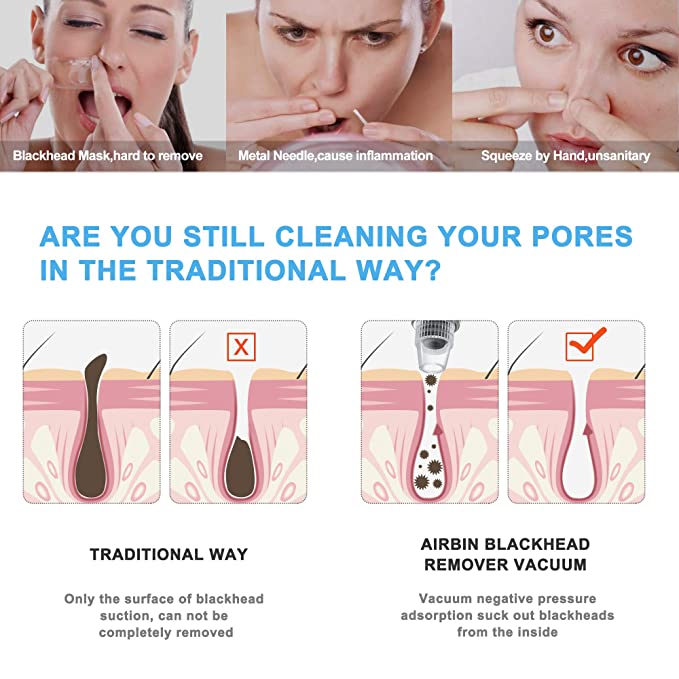 Blackhead Mask,hard to remove
Metal Needle,cause inflammation
Squeeze by Hand,unsanitary
ARE YOU STILL CLEANING YOUR PORES
IN THE TRADITIONAL WAY?
X
TRADITIONAL WAY
Only the surface of blackhead
suction, can not be
completely removed
AIRBIN BLACKHEAD
REMOVER VACUUM
Vacuum negative pressure
adsorption suck out blackheads
from the inside